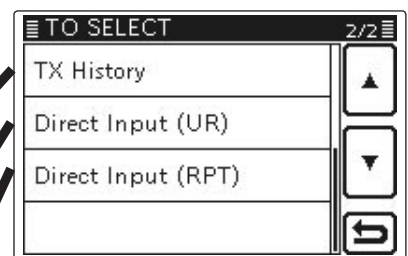 TO SELECT 2/2
TX History
Direct Input (UR)
Direct Input (RPT)